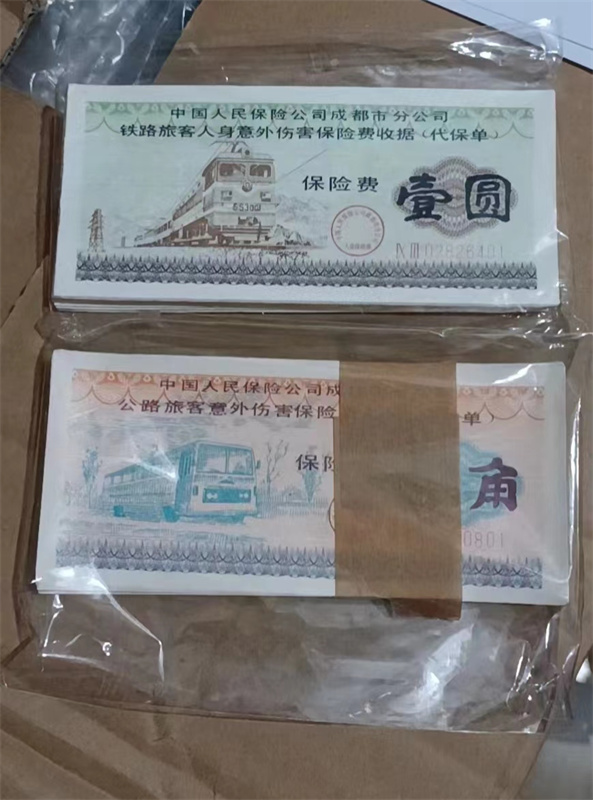 中国人民保险公司成都市分公司
铁路旅客人身意外伤害保险费收据（代保单）
保险费 壹圆
中国人民保险公司成
公路旅客意外伤害保险 单）
保险 角
0801